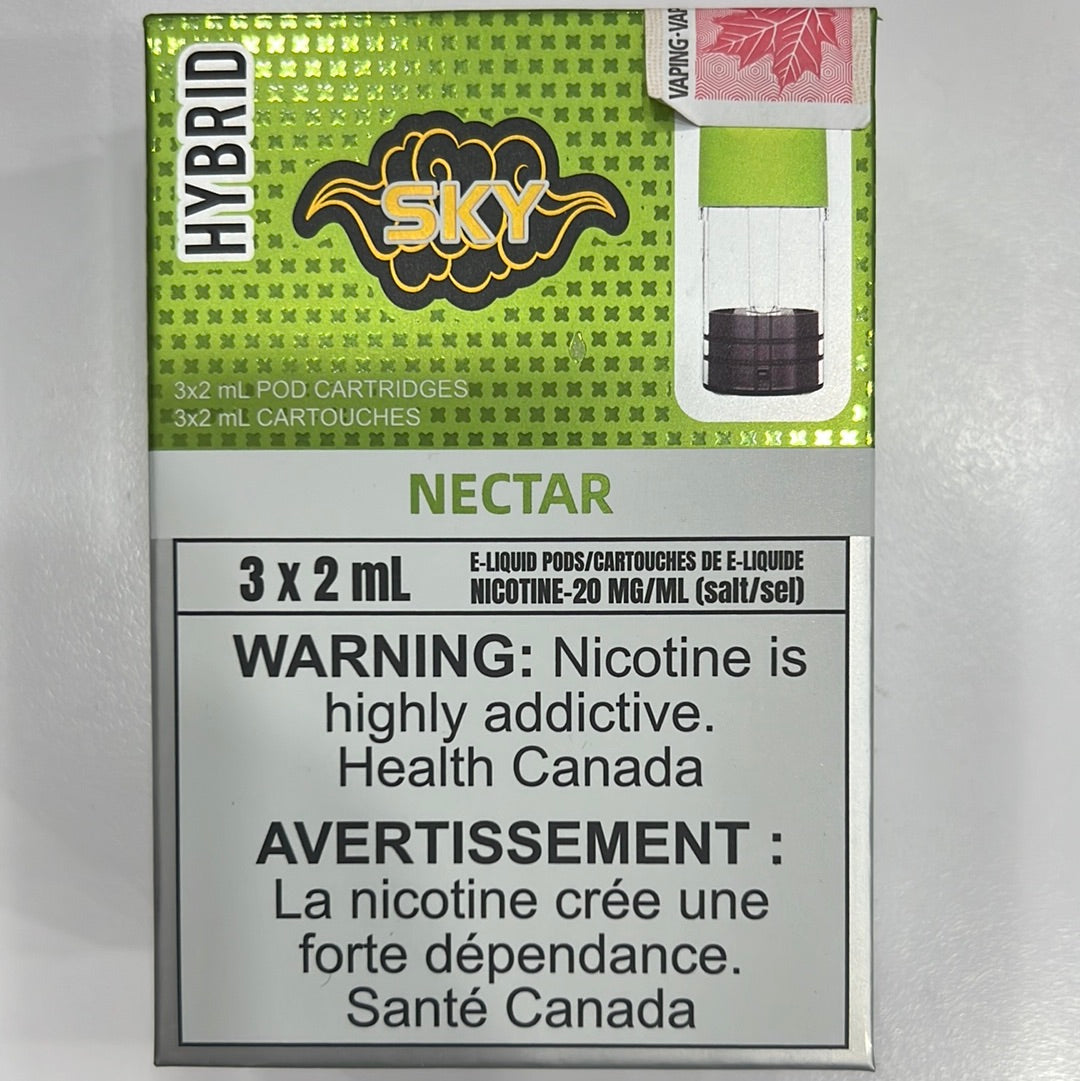 HYBRID
SKY
VAPING-
3x2 mL POD CARTRIDGES
3x2 mL CARTOUCHES
NECTAR
3 x 2 mL
E-LIQUID PODS/CARTOUCHES DE E-LIQUIDE
NICOTINE-20 MG/ML (salt/sel)
WARNING: Nicotine is
highly addictive.
Health Canada
AVERTISSEMENT :
La nicotine crée une
forte dépendance.
Santé Canada